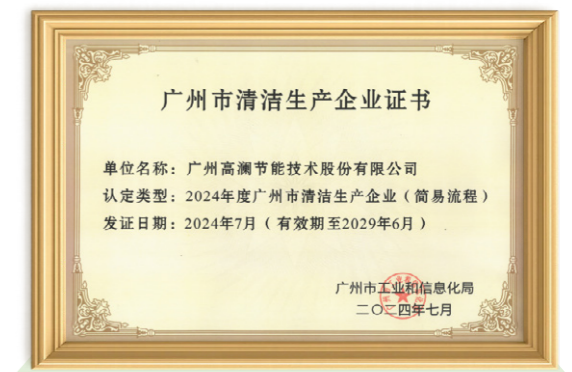 广州市清洁生产企业证书
单位名称：广州高澜节能技术股份有限公司
认定类型：2024年度广州市清洁生产企业（简易流程）
发证日期：2024年7月（有效期至2029年6月）
广州市工业和信息化局
二〇二四年七月